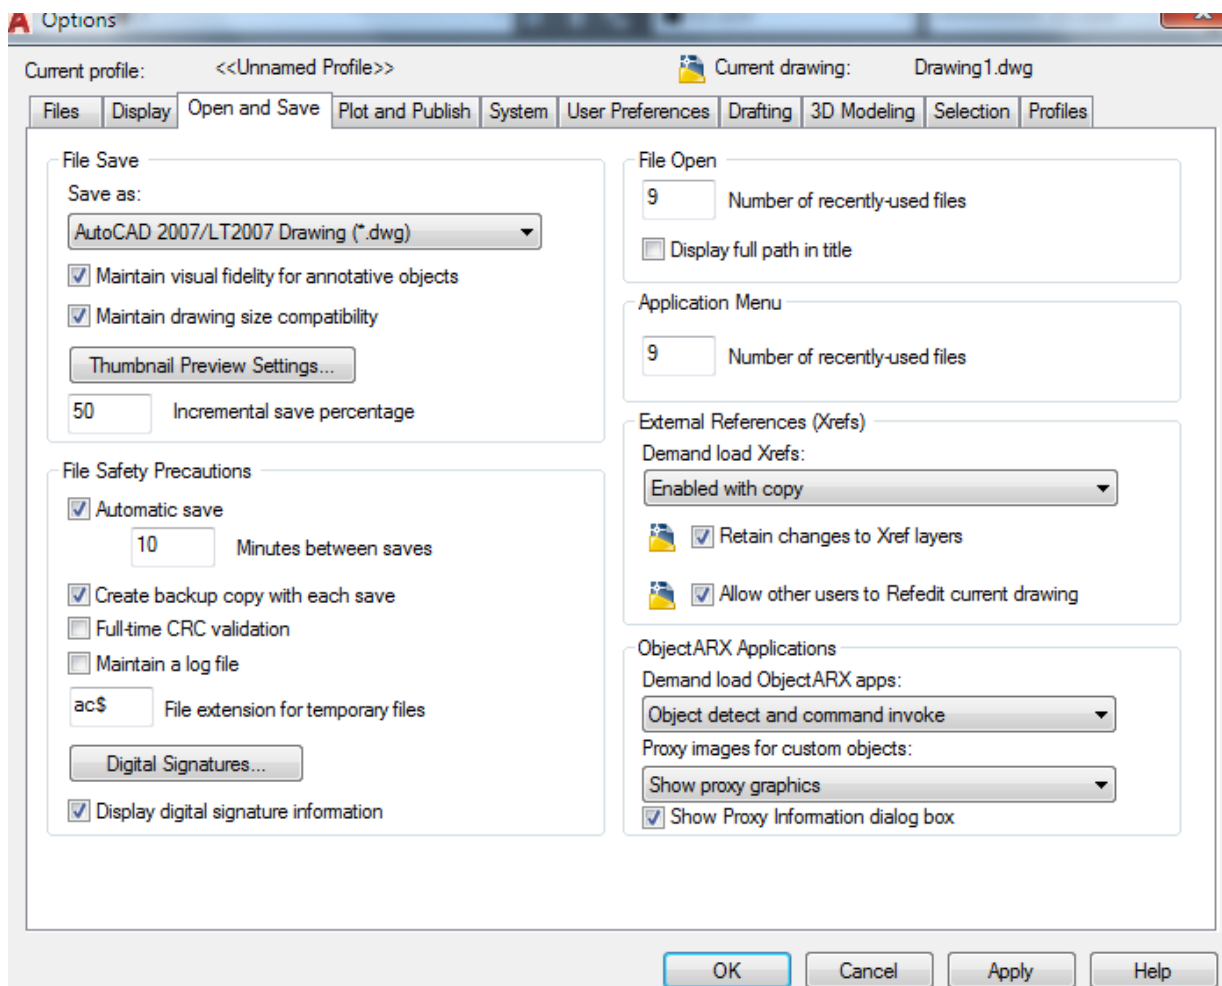 Options
Current profile: <<Unnamed Profile>> Current drawing: Drawing1.dwg
Files Display Open and Save Plot and Publish System User Preferences Drafting 3D Modeling Selection Profiles
File Save
Save as:
AutoCAD 2007/LT2007 Drawing (*.dwg)
Maintain visual fidelity for annotative objects
Maintain drawing size compatibility
Thumbnail Preview Settings...
50 Incremental save percentage
File Safety Precautions
Automatic save
10 Minutes between saves
Create backup copy with each save
Full-time CRC validation
Maintain a log file
ac$ File extension for temporary files
Digital Signatures...
Display digital signature information
File Open
9 Number of recently-used files
Display full path in title
Application Menu
9 Number of recently-used files
External References (Xrefs)
Demand load Xrefs:
Enabled with copy
Retain changes to Xref layers
Allow other users to Refedit current drawing
ObjectARX Applications
Demand load ObjectARX apps:
Object detect and command invoke
Proxy images for custom objects:
Show proxy graphics
Show Proxy Information dialog box
OK Cancel Apply Help